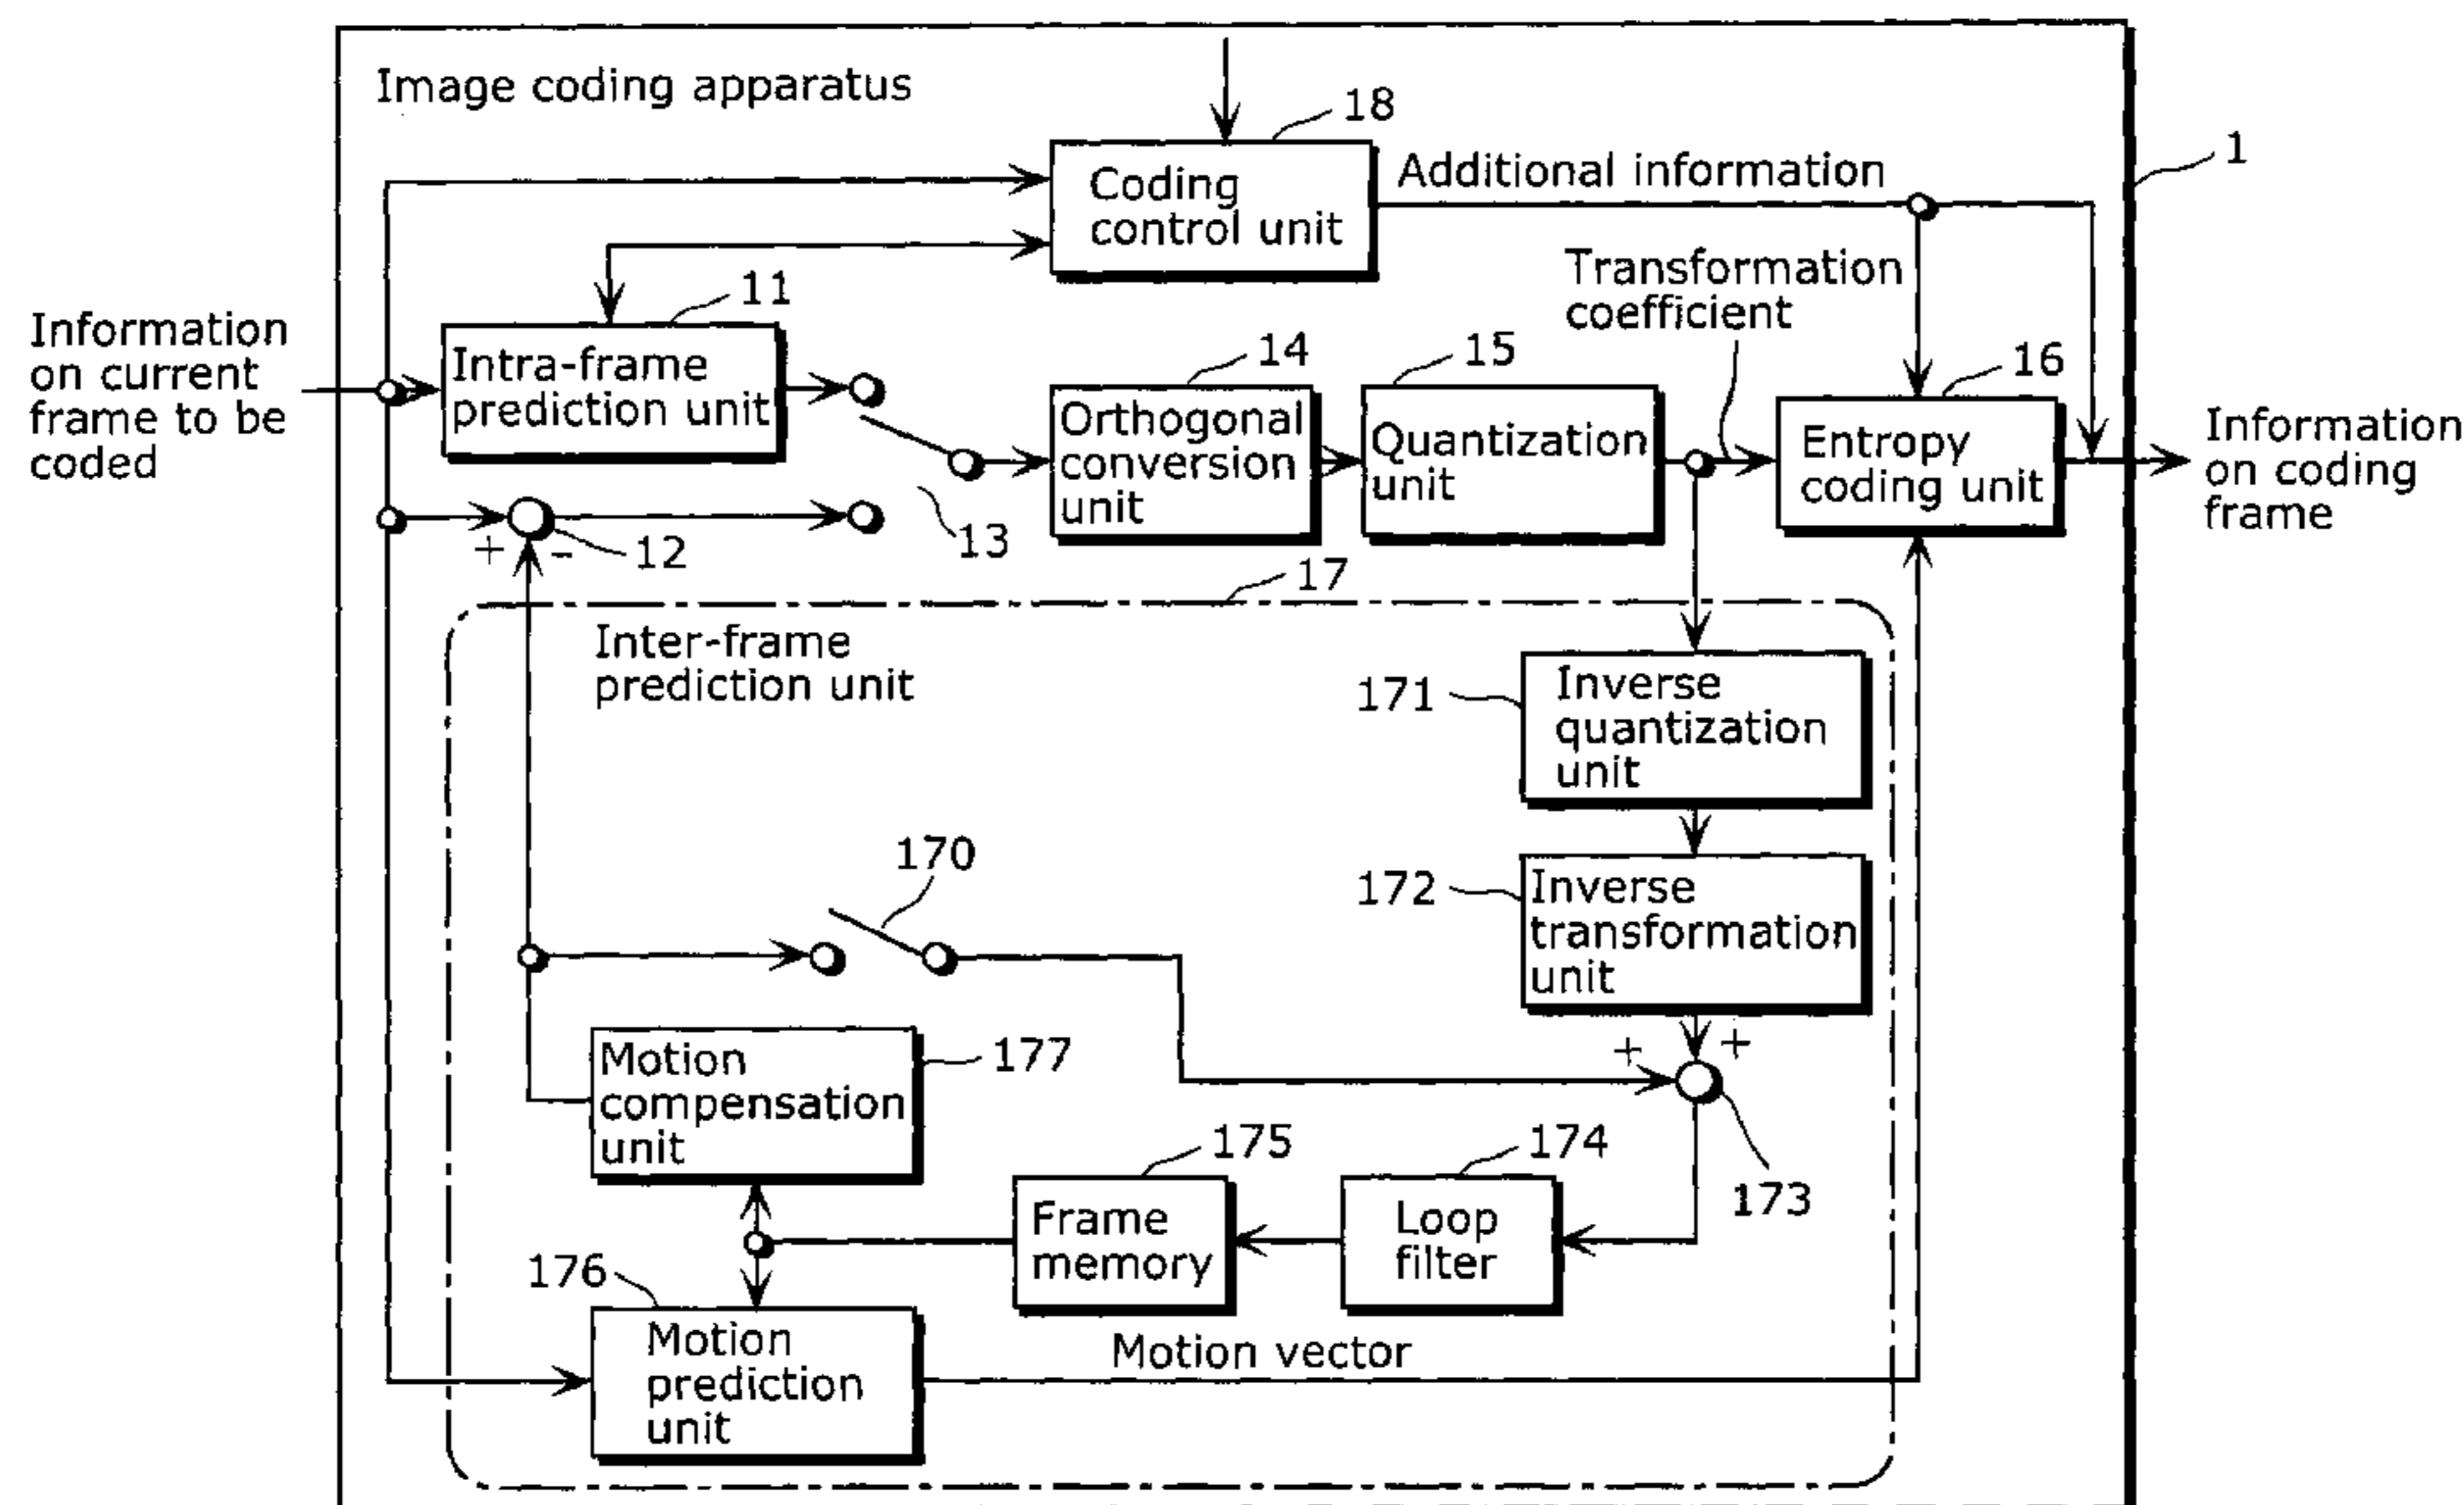 Image coding apparatus
18
Coding
control unit
Additional information
1
Transformation
coefficient
Information
on current
frame to be
coded
11
Intra-frame
prediction unit
14
Orthogonal
conversion
unit
15
Quantization
unit
16
Entropy
coding unit
Information
on coding
frame
+
-
12
13
17
Inter-frame
prediction unit
171
Inverse
quantization
unit
170
172
Inverse
transformation
unit
+
+
173
Motion
compensation
unit
177
175
Frame
memory
174
Loop
filter
176
Motion
prediction
unit
Motion vector